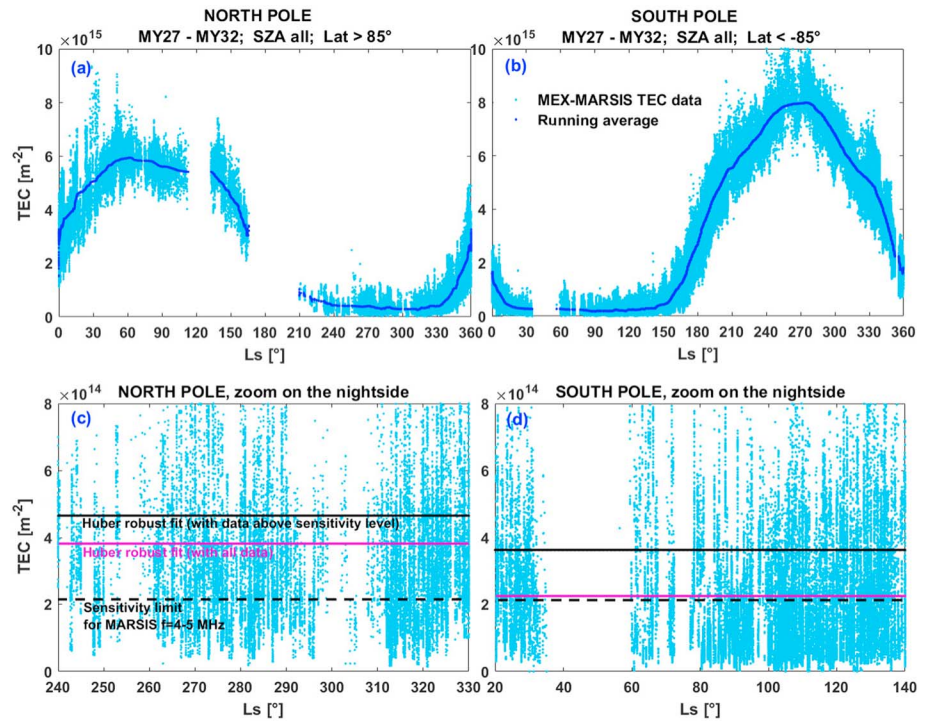 NORTH POLE
MY27 - MY32; SZA all; Lat > 85°
× 10 15
(a)
10
8
6
4
2
0
TEC [m-2]
0 30 60 90 120 150 180 210 240 270 300 330 360
Ls [°]
SOUTH POLE
MY27 - MY32; SZA all; Lat < -85°
× 10 15
(b)
MEX-MARSIS TEC data
Running average
10
8
6
4
2
0
0 30 60 90 120 150 180 210 240 270 300 330 360
Ls [°]
× 10 14
NORTH POLE, zoom on the nightside
(c)
8
6
4
2
0
TEC [m-2]
Huber robust fit (with data above sensitivity level)
Huber robust fit (with all data)
Sensitivity limit
for MARSIS f=4-5 MHz
240 250 260 270 280 290 300 310 320 330
Ls [°]
× 10 14
SOUTH POLE, zoom on the nightside
(d)
8
6
4
2
0
20 40 60 80 100 120 140
Ls [°]